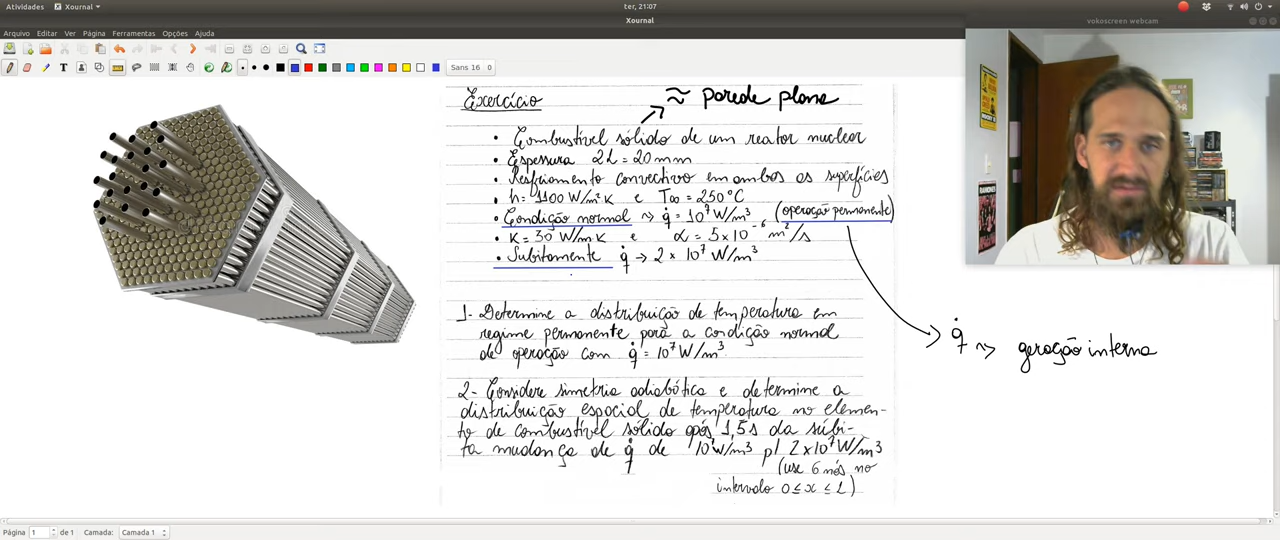 Atividades
Xournal
ter, 21:07
Xournal
vokoscreen webcam
Arquivo Editar Ver Página Ferramentas Opções Ajuda
Sans 16 0
Exercício
≈ parede plana
• Combustível sólido de um reator nuclear
• Espessura 2L = 20 mm
• Resfriamento convectivo em ambos as superfícies
• h = 1100 W/m²K e T∞ = 250°C
• Condição normal ~> q̇ = 10⁷ W/m³ (operação permanente)
• K = 30 W/mK e α = 5 x 10⁻⁶ m²/s
• Subitamente q̇ → 2 x 10⁷ W/m³
1- Determine a distribuição de temperatura em
regime permanente para a condição normal
de operação com q̇ = 10⁷ W/m³.
q̇ ~> geração interna
2- Considere simetria adiabática e determine a
distribuição espacial de temperatura no elemen-
to de combustível sólido após 1,5s da súbi-
ta mudança de q̇ de 10⁷ W/m³ p/ 2x10⁷ W/m³
(use 6 nós no
intervalo 0 ≤ x ≤ L)
RAMONES
Página 1 de 1 Camada: Camada 1